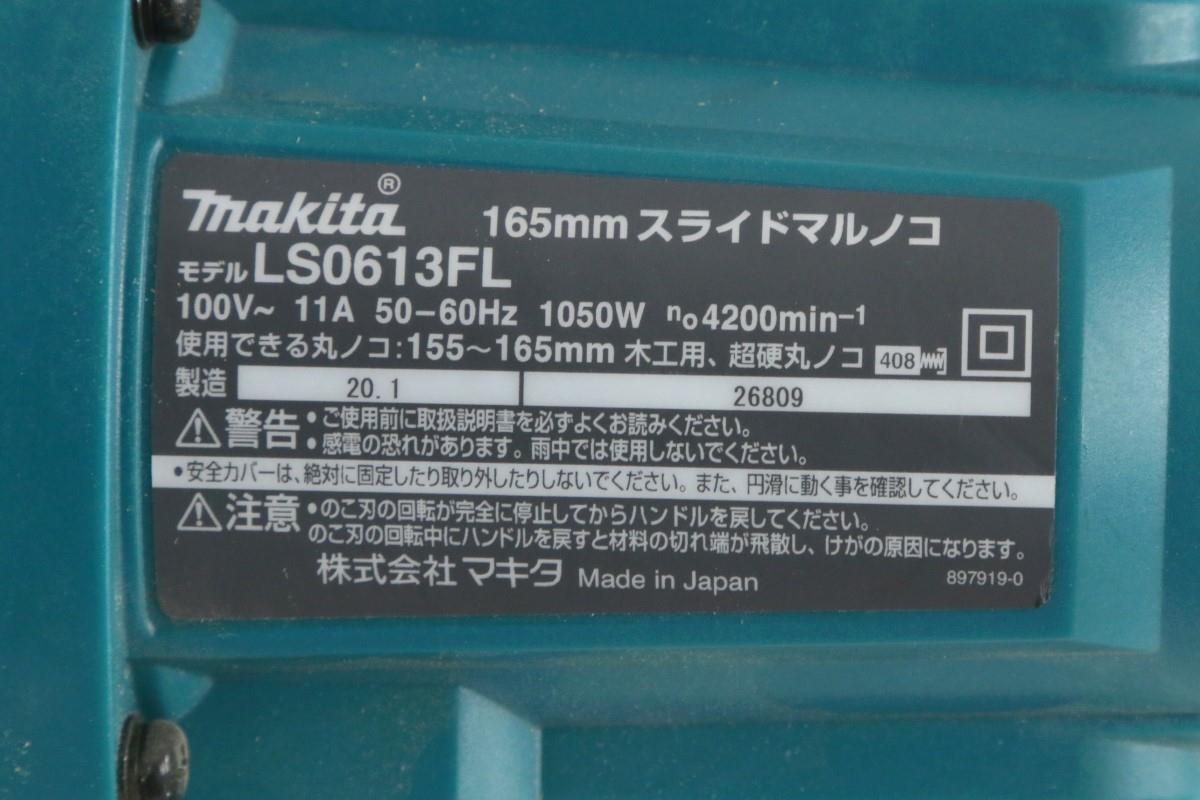 makita®
165mm スライドマルノコ
モデル LS0613FL
100V~ 11A 50-60Hz 1050W n₀ 4200min⁻¹
使用できる丸ノコ:155~165mm 木工用、超硬丸ノコ 408
製造 20.1 26809
警告 •ご使用前に取扱説明書を必ずよくお読みください。
•感電の恐れがあります。雨中では使用しないでください。
•安全カバーは、絶対に固定したり取り外したりしないでください。また、円滑に動く事を確認してください。
注意 •のこ刃の回転が完全に停止してからハンドルを戻してください。
のこ刃の回転中にハンドルを戻すと材料の切れ端が飛散し、けがの原因になります。
株式会社 マキタ Made in Japan
897919-0